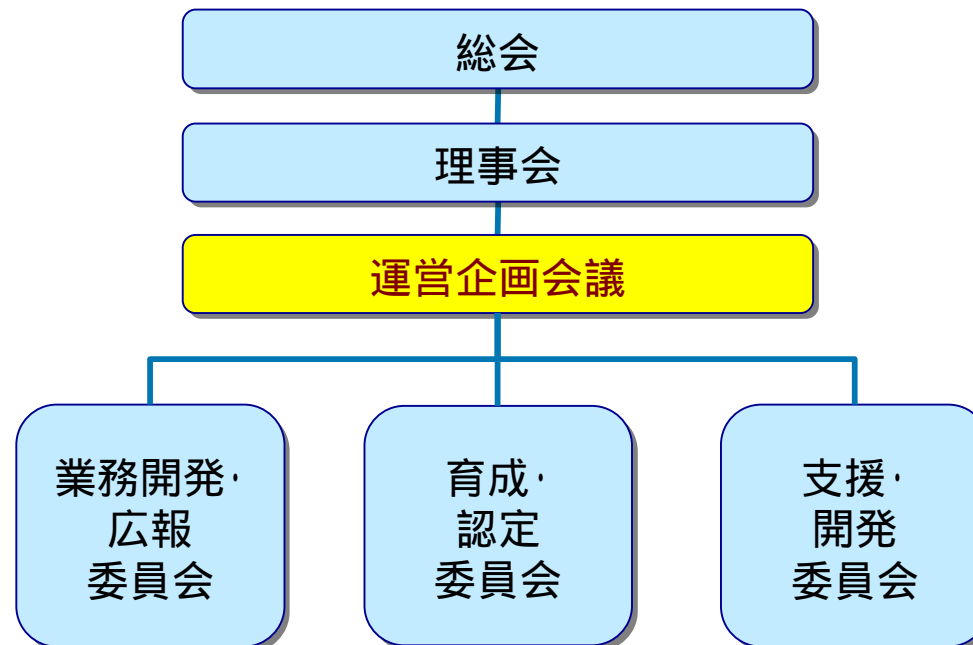 総会
理事会
運営企画会議
業務開発・
広報
委員会
育成・
認定
委員会
支援・
開発
委員会